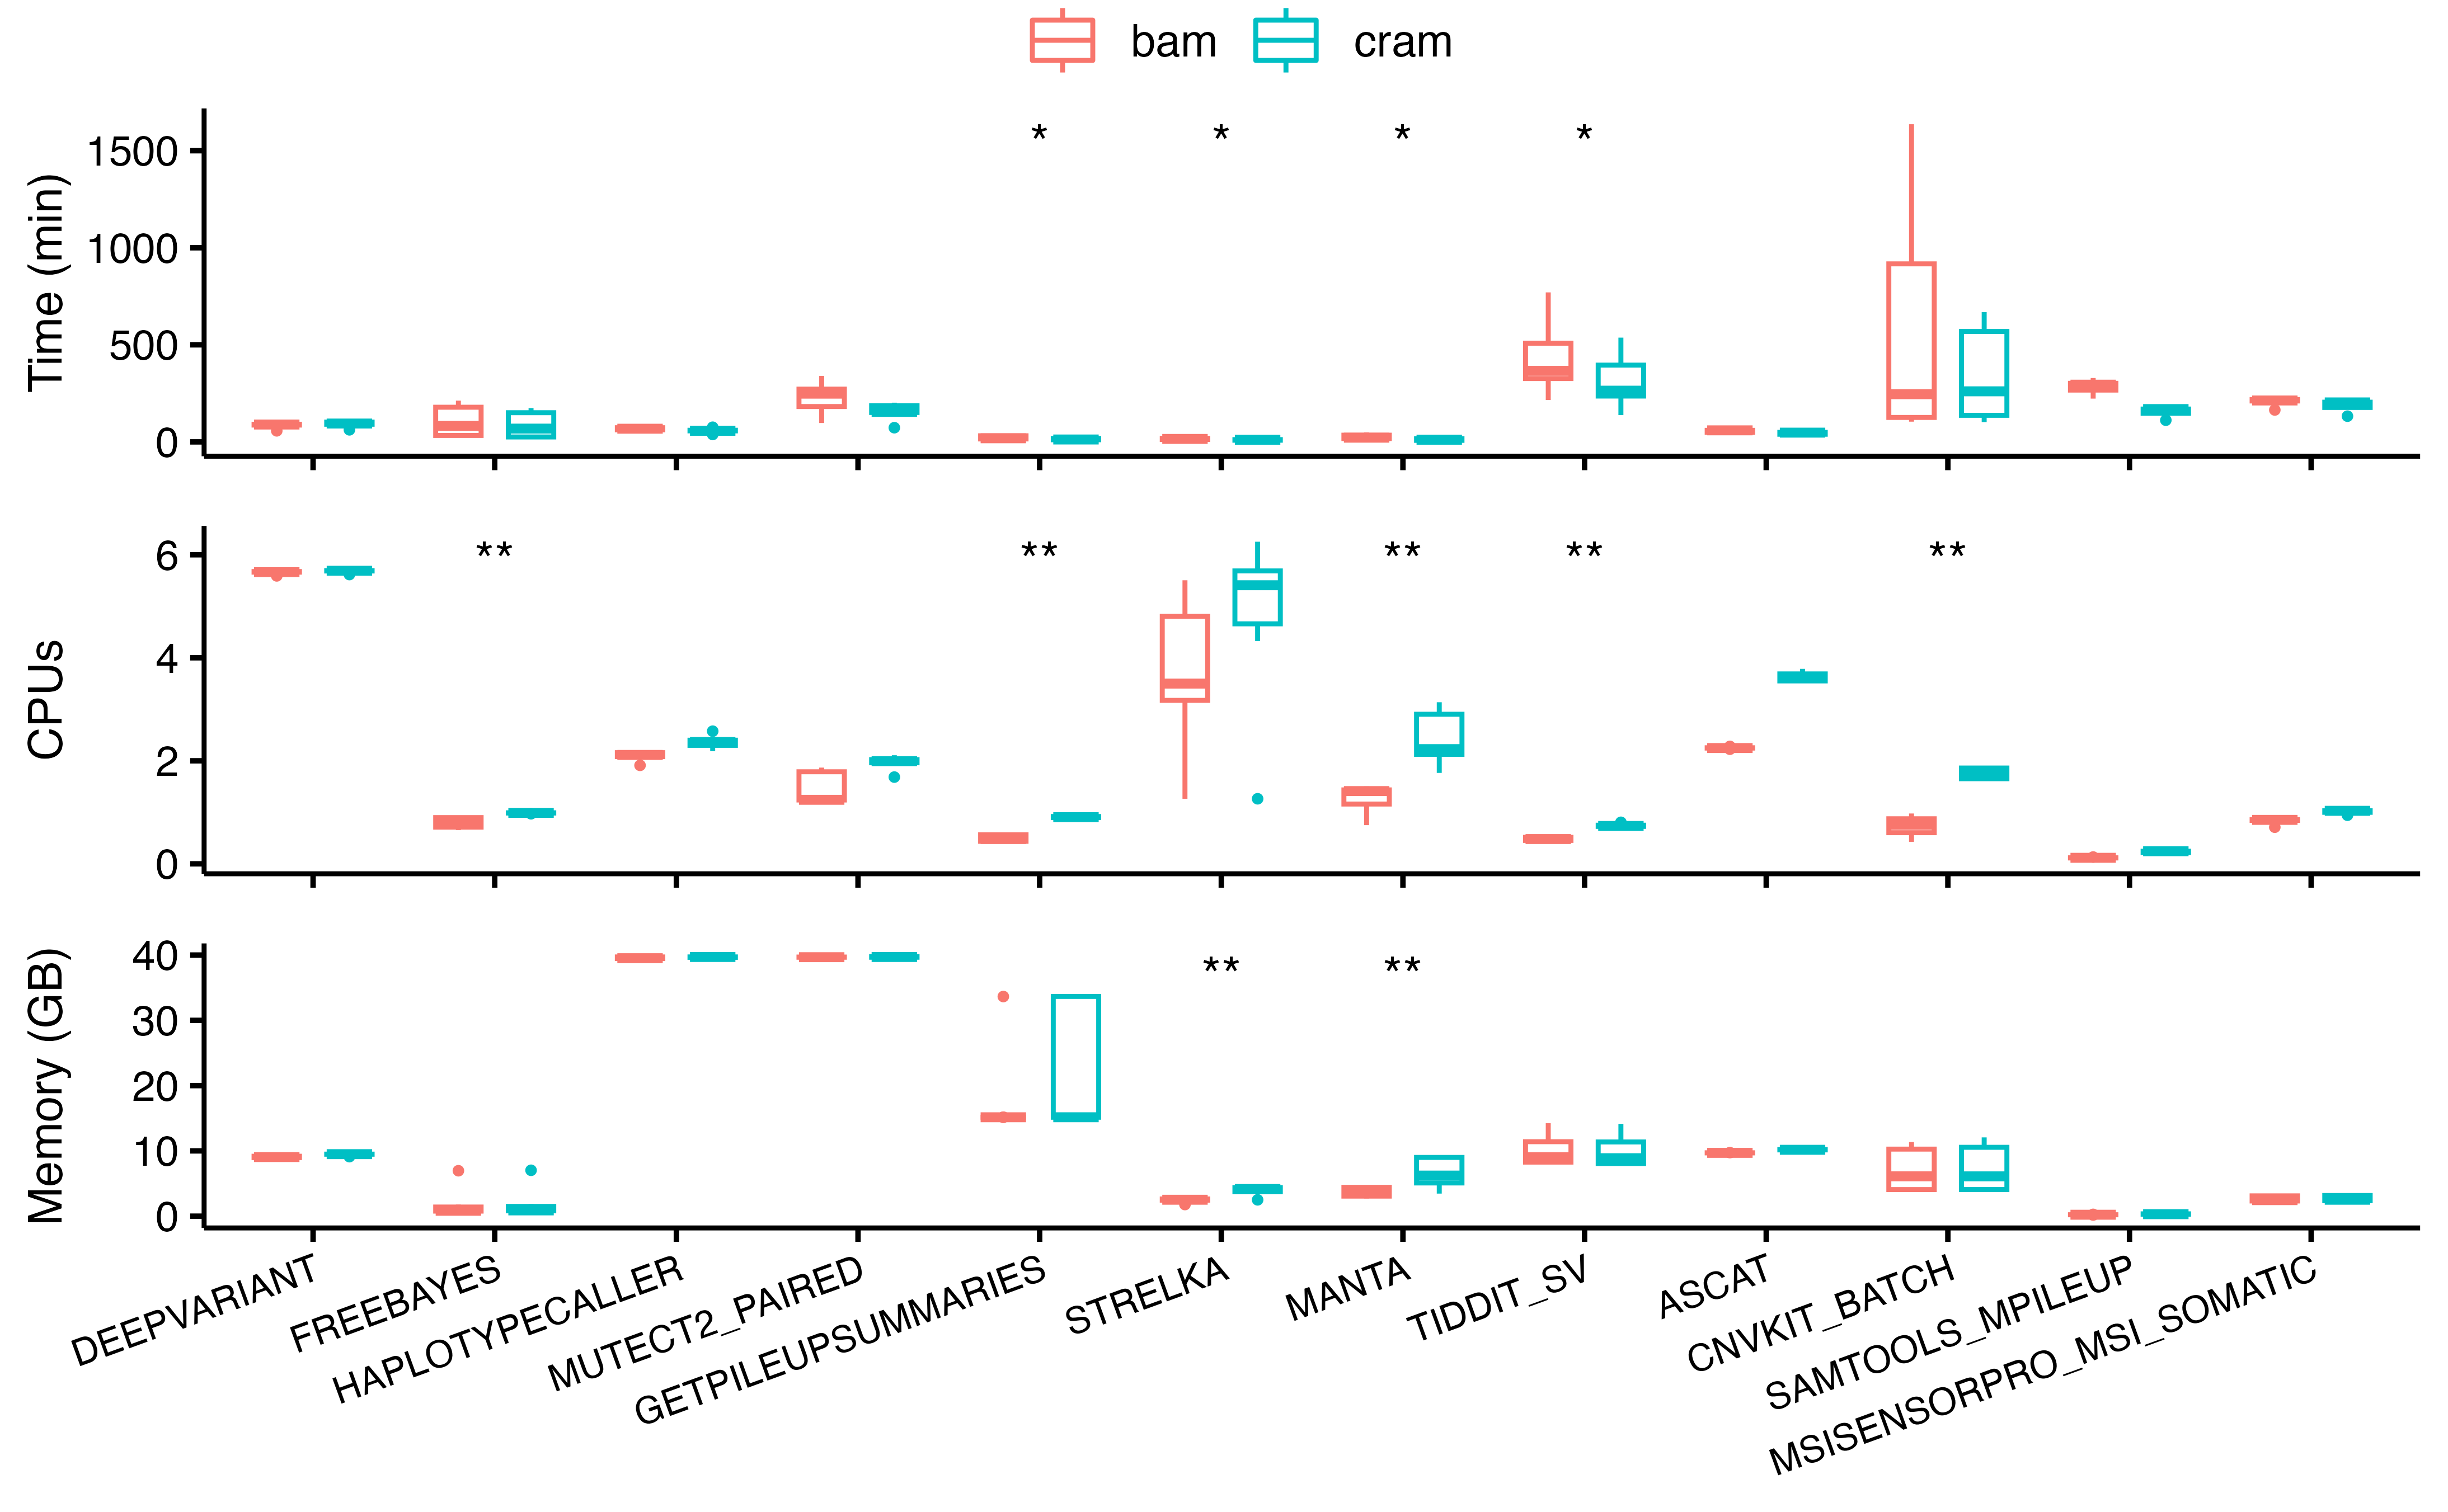 bam cram
Time (min)
1500
1000
500
0
* * * *
CPUs
6
4
2
0
** ** ** ** **
Memory (GB)
40
30
20
10
0
** **
DEEPVARIANT
FREEBAYES
HAPLOTYPECALLER
MUTECT2_PAIRED
GETPILEUPSUMMARIES
STRELKA
MANTA
TIDDIT_SV
ASCAT
CNVKIT_BATCH
SAMTOOLS_MPILEUP
MSISENSORPRO_MSI_SOMATIC